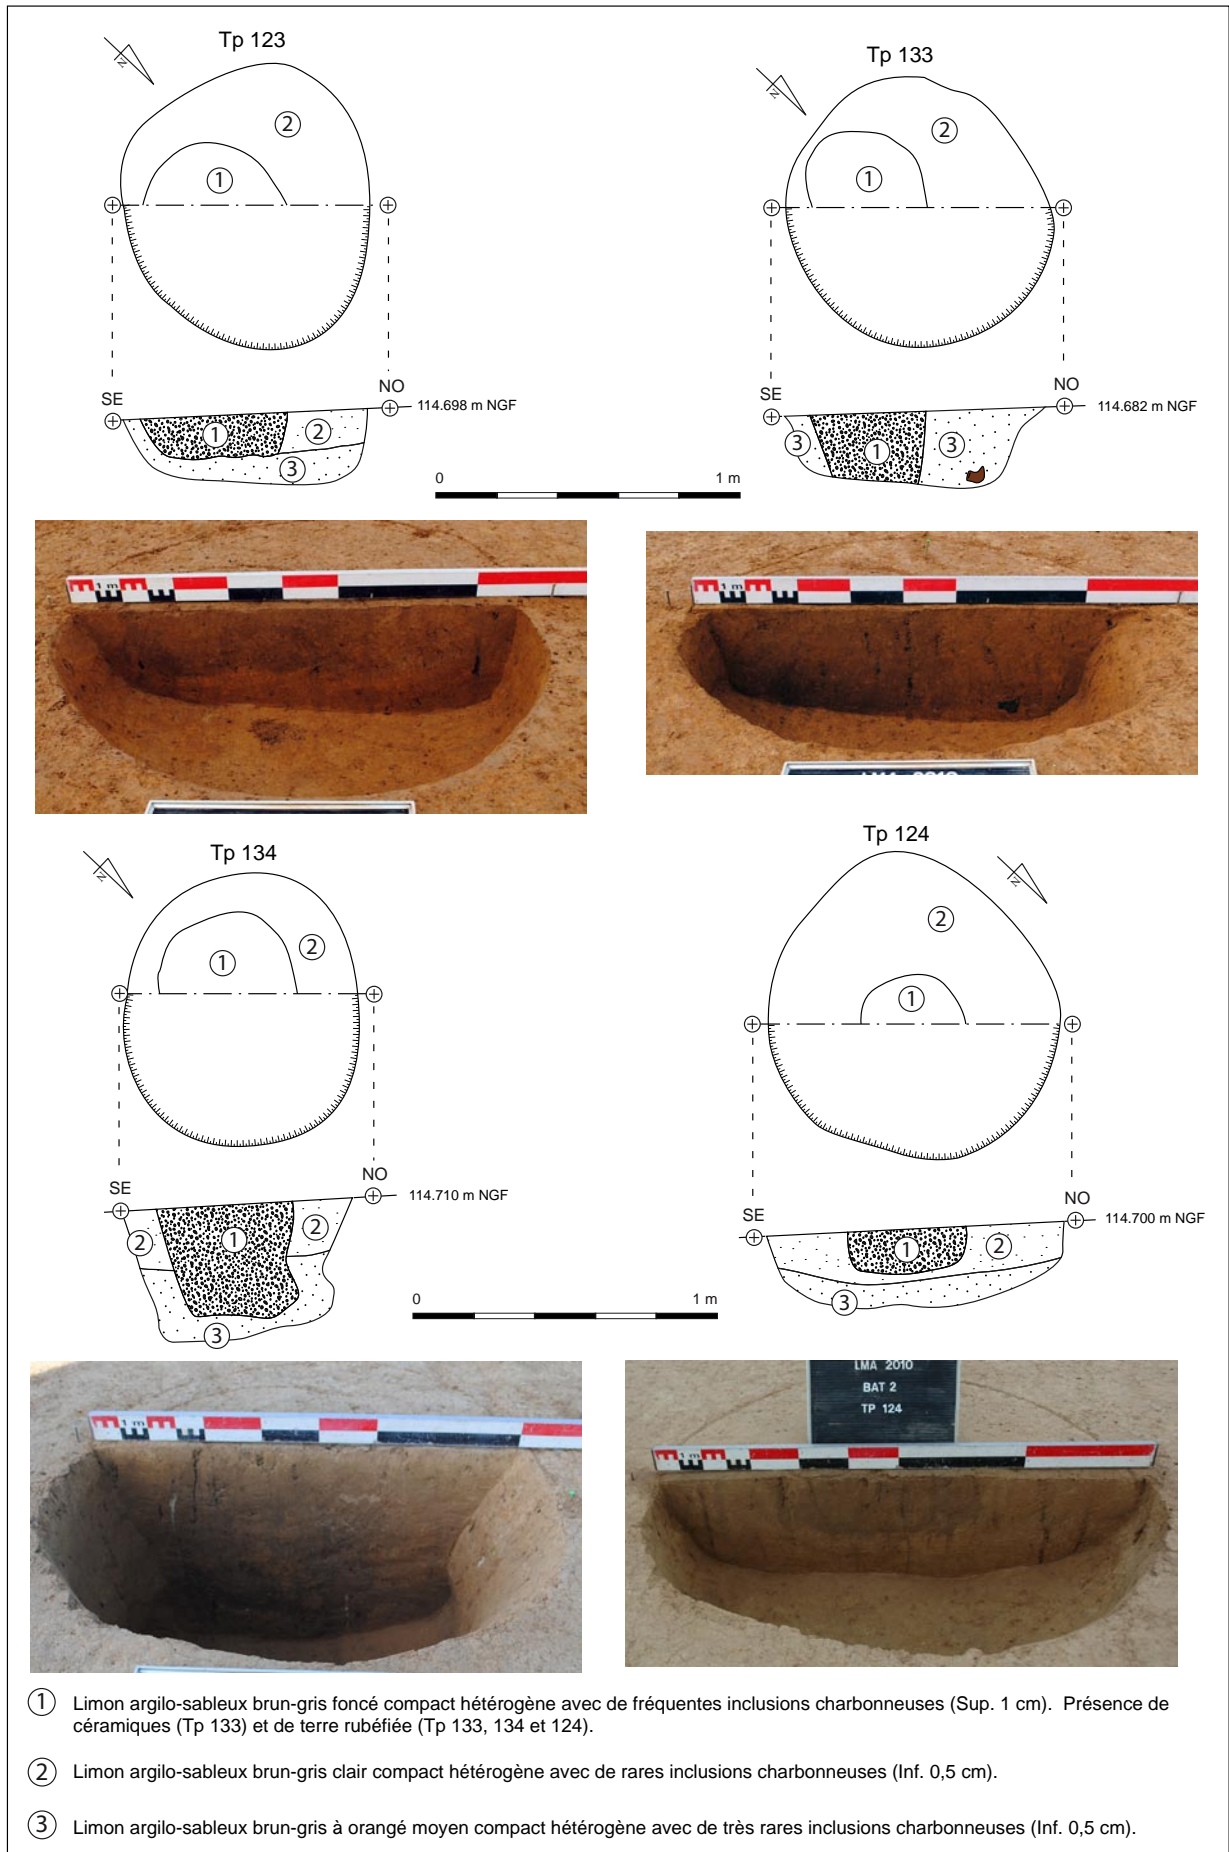 Tp 123
N
2
1
SE
NO
114.698 m NGF
1
2
3
Tp 133
N
2
1
SE
NO
114.682 m NGF
3
1
3
0 1 m
1 m
1 m
LMA 2010
Tp 134
N
1
2
SE
NO
114.710 m NGF
2
1
2
3
Tp 124
N
2
1
SE
NO
114.700 m NGF
1
2
3
0 1 m
1 m
LMA 2010
BAT 2
TP 124
1 m
1 Limon argilo-sableux brun-gris foncé compact hétérogène avec de fréquentes inclusions charbonneuses (Sup. 1 cm). Présence de
céramiques (Tp 133) et de terre rubéfiée (Tp 133, 134 et 124).
2 Limon argilo-sableux brun-gris clair compact hétérogène avec de rares inclusions charbonneuses (Inf. 0,5 cm).
3 Limon argilo-sableux brun-gris à orangé moyen compact hétérogène avec de très rares inclusions charbonneuses (Inf. 0,5 cm).